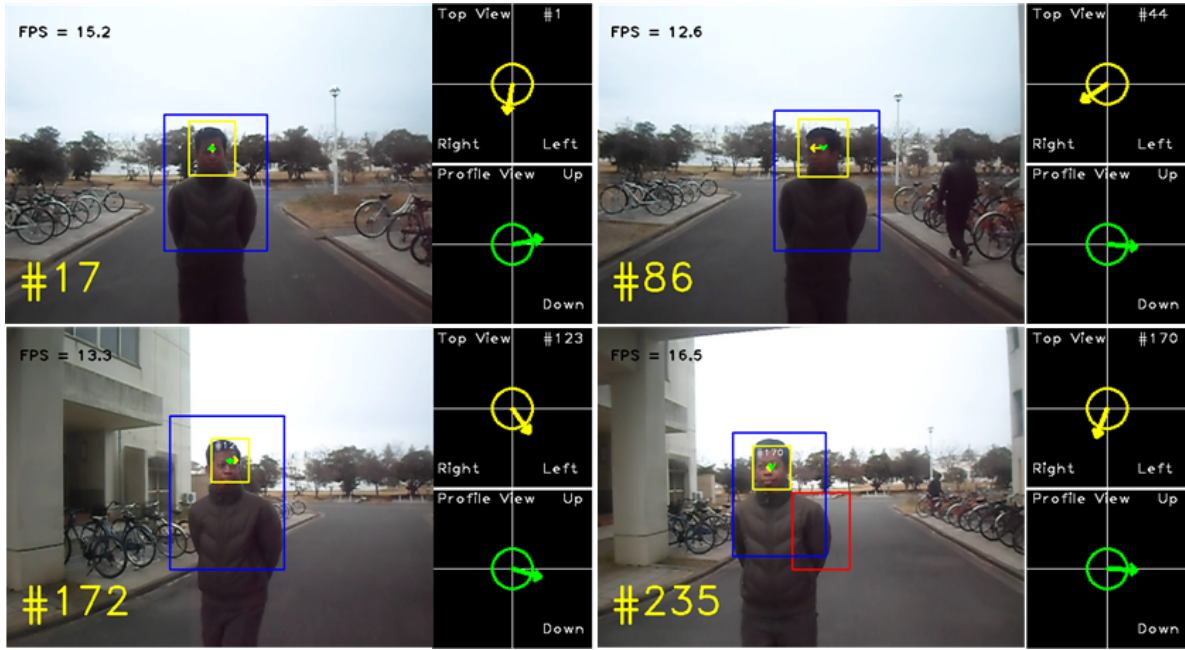 FPS = 15.2
#17
Top View #1
Right Left
Profile View Up
Down
FPS = 12.6
#86
Top View #44
Right Left
Profile View Up
Down
FPS = 13.3
#172
Top View #123
Right Left
Profile View Up
Down
FPS = 16.5
#170
#235
Top View #170
Right Left
Profile View Up
Down